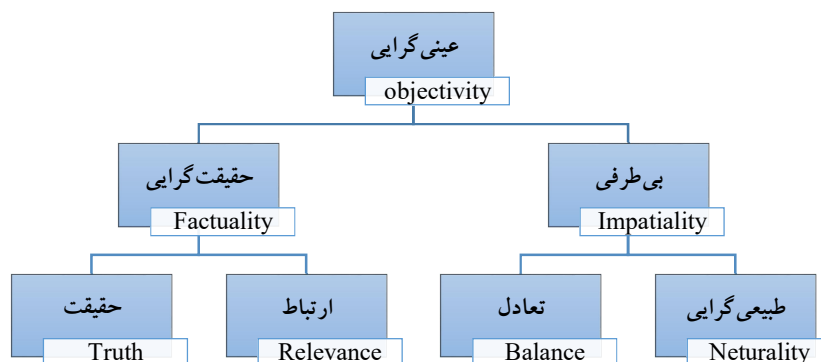 عینی‌گرایی
objectivity
حقیقت‌گرایی
Factuality
بی‌طرفی
Impatiality
حقیقت
Truth
ارتباط
Relevance
تعادل
Balance
طبیعی‌گرایی
Neturality